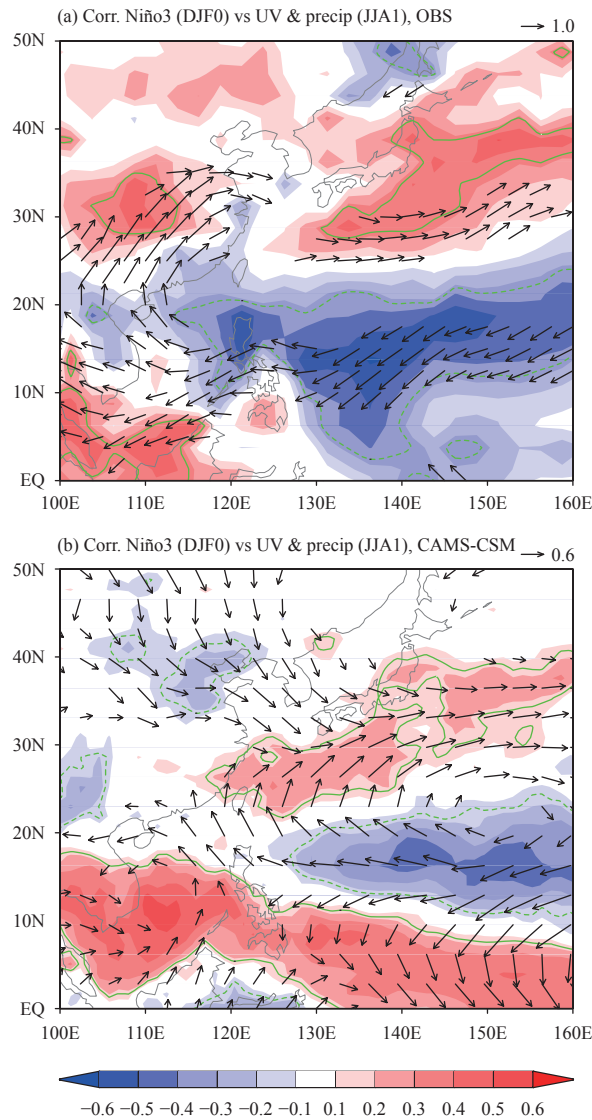 (a) Corr. Niño3 (DJF0) vs UV & precip (JJA1), OBS
1.0
50N
40N
30N
20N
10N
EQ
100E 110E 120E 130E 140E 150E 160E
(b) Corr. Niño3 (DJF0) vs UV & precip (JJA1), CAMS-CSM
0.6
50N
40N
30N
20N
10N
EQ
100E 110E 120E 130E 140E 150E 160E
−0.6 −0.5 −0.4 −0.3 −0.2 −0.1 0.1 0.2 0.3 0.4 0.5 0.6